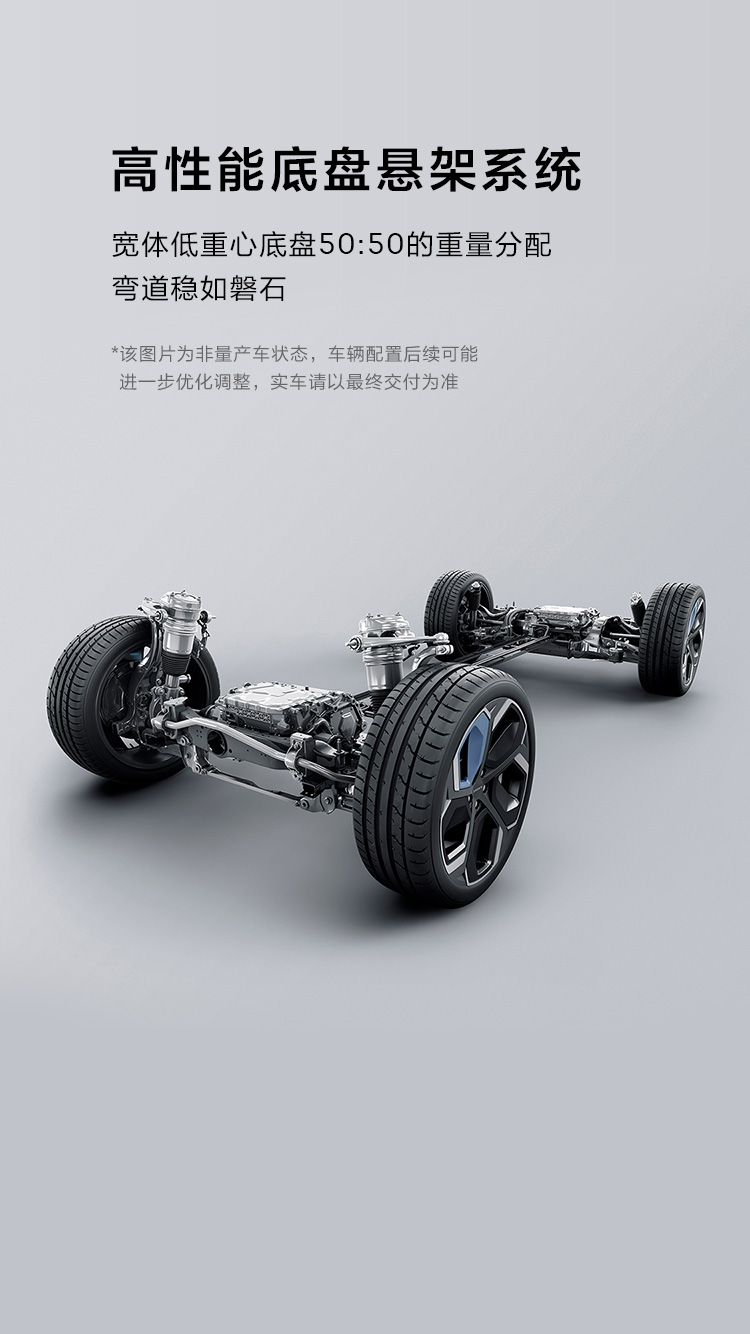 高性能底盘悬架系统
宽体低重心底盘50:50的重量分配
弯道稳如磐石
*该图片为非量产车状态，车辆配置后续可能
进一步优化调整，实车请以最终交付为准